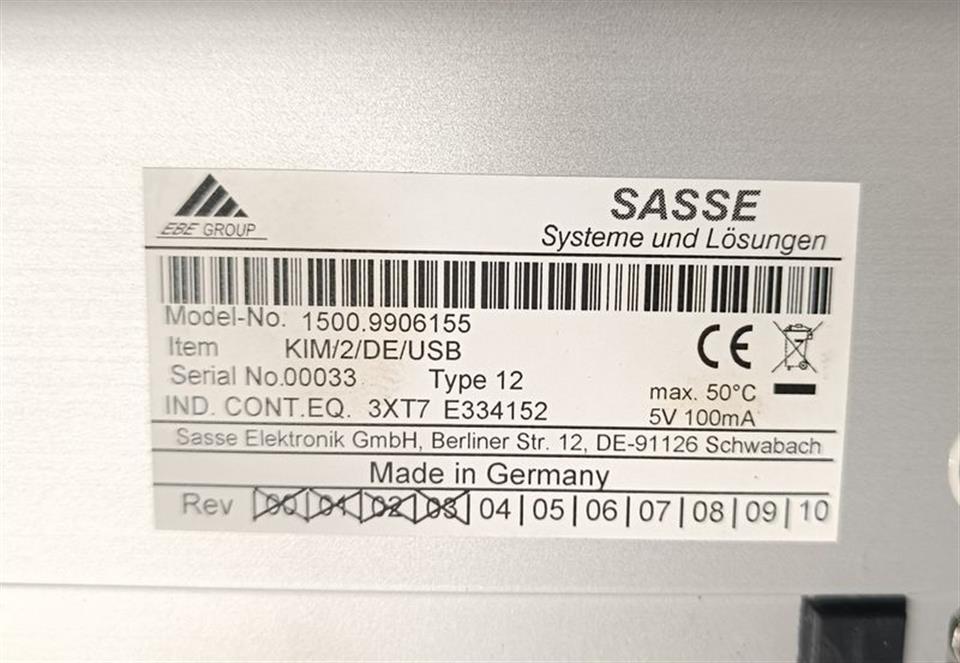 SASSE
EBE GROUP
Systeme und Lösungen
Model-No. 1500.9906155
Item KIM/2/DE/USB
Serial No.00033 Type 12
IND. CONT.EQ. 3XT7 E334152
CE
max. 50°C
5V 100mA
Sasse Elektronik GmbH, Berliner Str. 12, DE-91126 Schwabach
Made in Germany
Rev 00|01|02|03|04|05|06|07|08|09|10